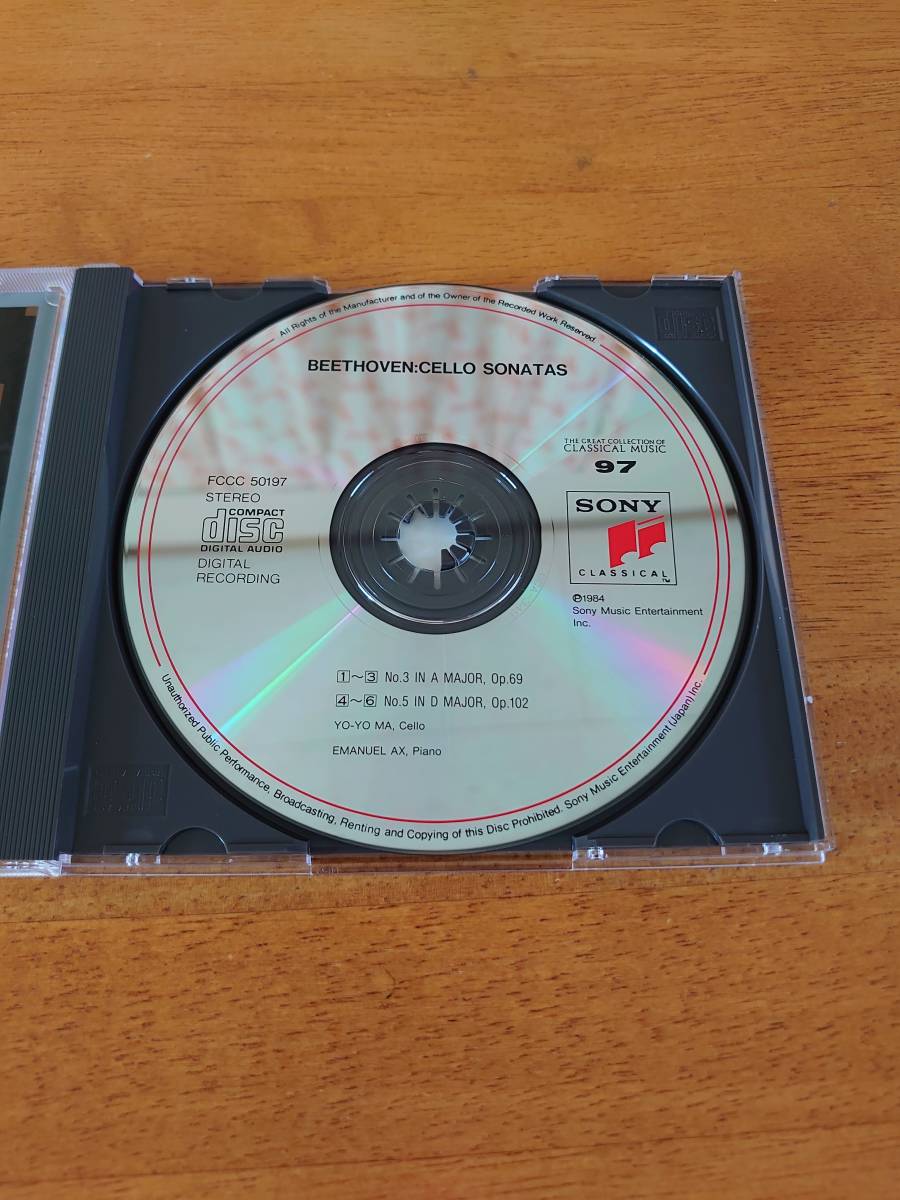 All Rights of the Manufacturer and of the Owner of the Recorded Work Reserved.
BEETHOVEN:CELLO SONATAS
THE GREAT COLLECTION OF
CLASSICAL MUSIC
97
FCCC 50197
STEREO
COMPACT
disc
DIGITAL AUDIO
DIGITAL
RECORDING
SONY
CLASSICAL
TM
℗1984
Sony Music Entertainment
Inc.
1~3 No.3 IN A MAJOR, Op.69
4~6 No.5 IN D MAJOR, Op.102
YO-YO MA, Cello
EMANUEL AX, Piano
Unauthorized Public Performance, Broadcasting, Renting and Copying of this Disc Prohibited. Sony Music Entertainment (Japan) Inc.